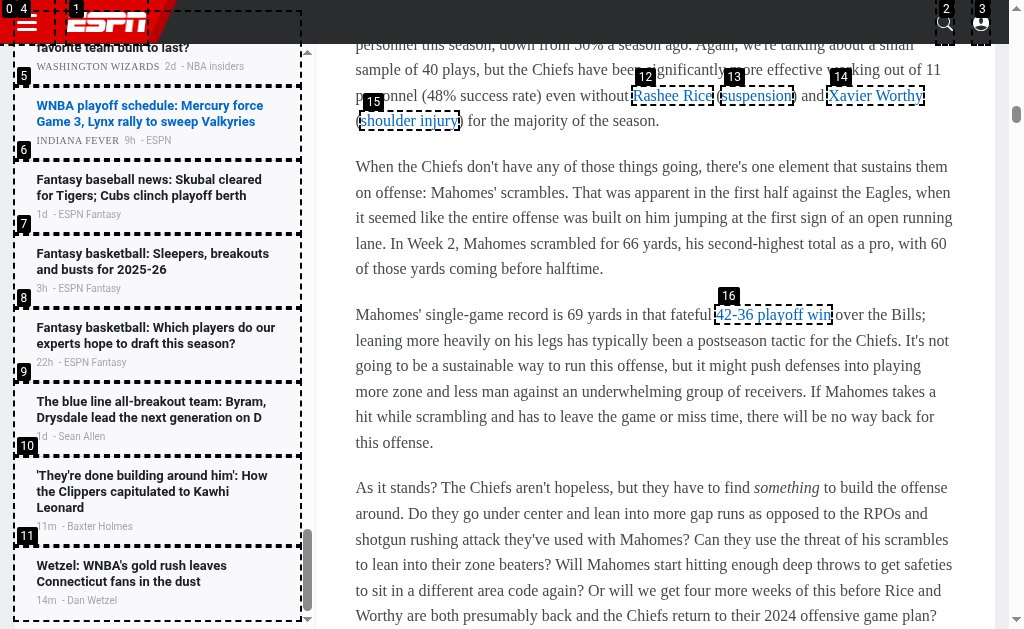 0 4
1
ESPN
2
3
favorite team built to last?
WASHINGTON WIZARDS 2d - NBA insiders
5
WNBA playoff schedule: Mercury force
Game 3, Lynx rally to sweep Valkyries
INDIANA FEVER 9h - ESPN
6
Fantasy baseball news: Skubal cleared
for Tigers; Cubs clinch playoff berth
1d - ESPN Fantasy
7
Fantasy basketball: Sleepers, breakouts
and busts for 2025-26
3h - ESPN Fantasy
8
Fantasy basketball: Which players do our
experts hope to draft this season?
22h - ESPN Fantasy
9
The blue line all-breakout team: Byram,
Drysdale lead the next generation on D
1d - Sean Allen
10
'They're done building around him': How
the Clippers capitulated to Kawhi
Leonard
11m - Baxter Holmes
11
Wetzel: WNBA's gold rush leaves
Connecticut fans in the dust
14m - Dan Wetzel
personnel this season, down from 30% a season ago. Again, we're talking about a small
sample of 40 plays, but the Chiefs have been significantly more effective working out of 11
12
13
14
personnel (48% success rate) even without Rashee Rice (suspension) and Xavier Worthy
15
(shoulder injury) for the majority of the season.
When the Chiefs don't have any of those things going, there's one element that sustains them
on offense: Mahomes' scrambles. That was apparent in the first half against the Eagles, when
it seemed like the entire offense was built on him jumping at the first sign of an open running
lane. In Week 2, Mahomes scrambled for 66 yards, his second-highest total as a pro, with 60
of those yards coming before halftime.
16
Mahomes' single-game record is 69 yards in that fateful 42-36 playoff win over the Bills;
leaning more heavily on his legs has typically been a postseason tactic for the Chiefs. It's not
going to be a sustainable way to run this offense, but it might push defenses into playing
more zone and less man against an underwhelming group of receivers. If Mahomes takes a
hit while scrambling and has to leave the game or miss time, there will be no way back for
this offense.
As it stands? The Chiefs aren't hopeless, but they have to find something to build the offense
around. Do they go under center and lean into more gap runs as opposed to the RPOs and
shotgun rushing attack they've used with Mahomes? Can they use the threat of his scrambles
to lean into their zone beaters? Will Mahomes start hitting enough deep throws to get safeties
to sit in a different area code again? Or will we get four more weeks of this before Rice and
Worthy are both presumably back and the Chiefs return to their 2024 offensive game plan?